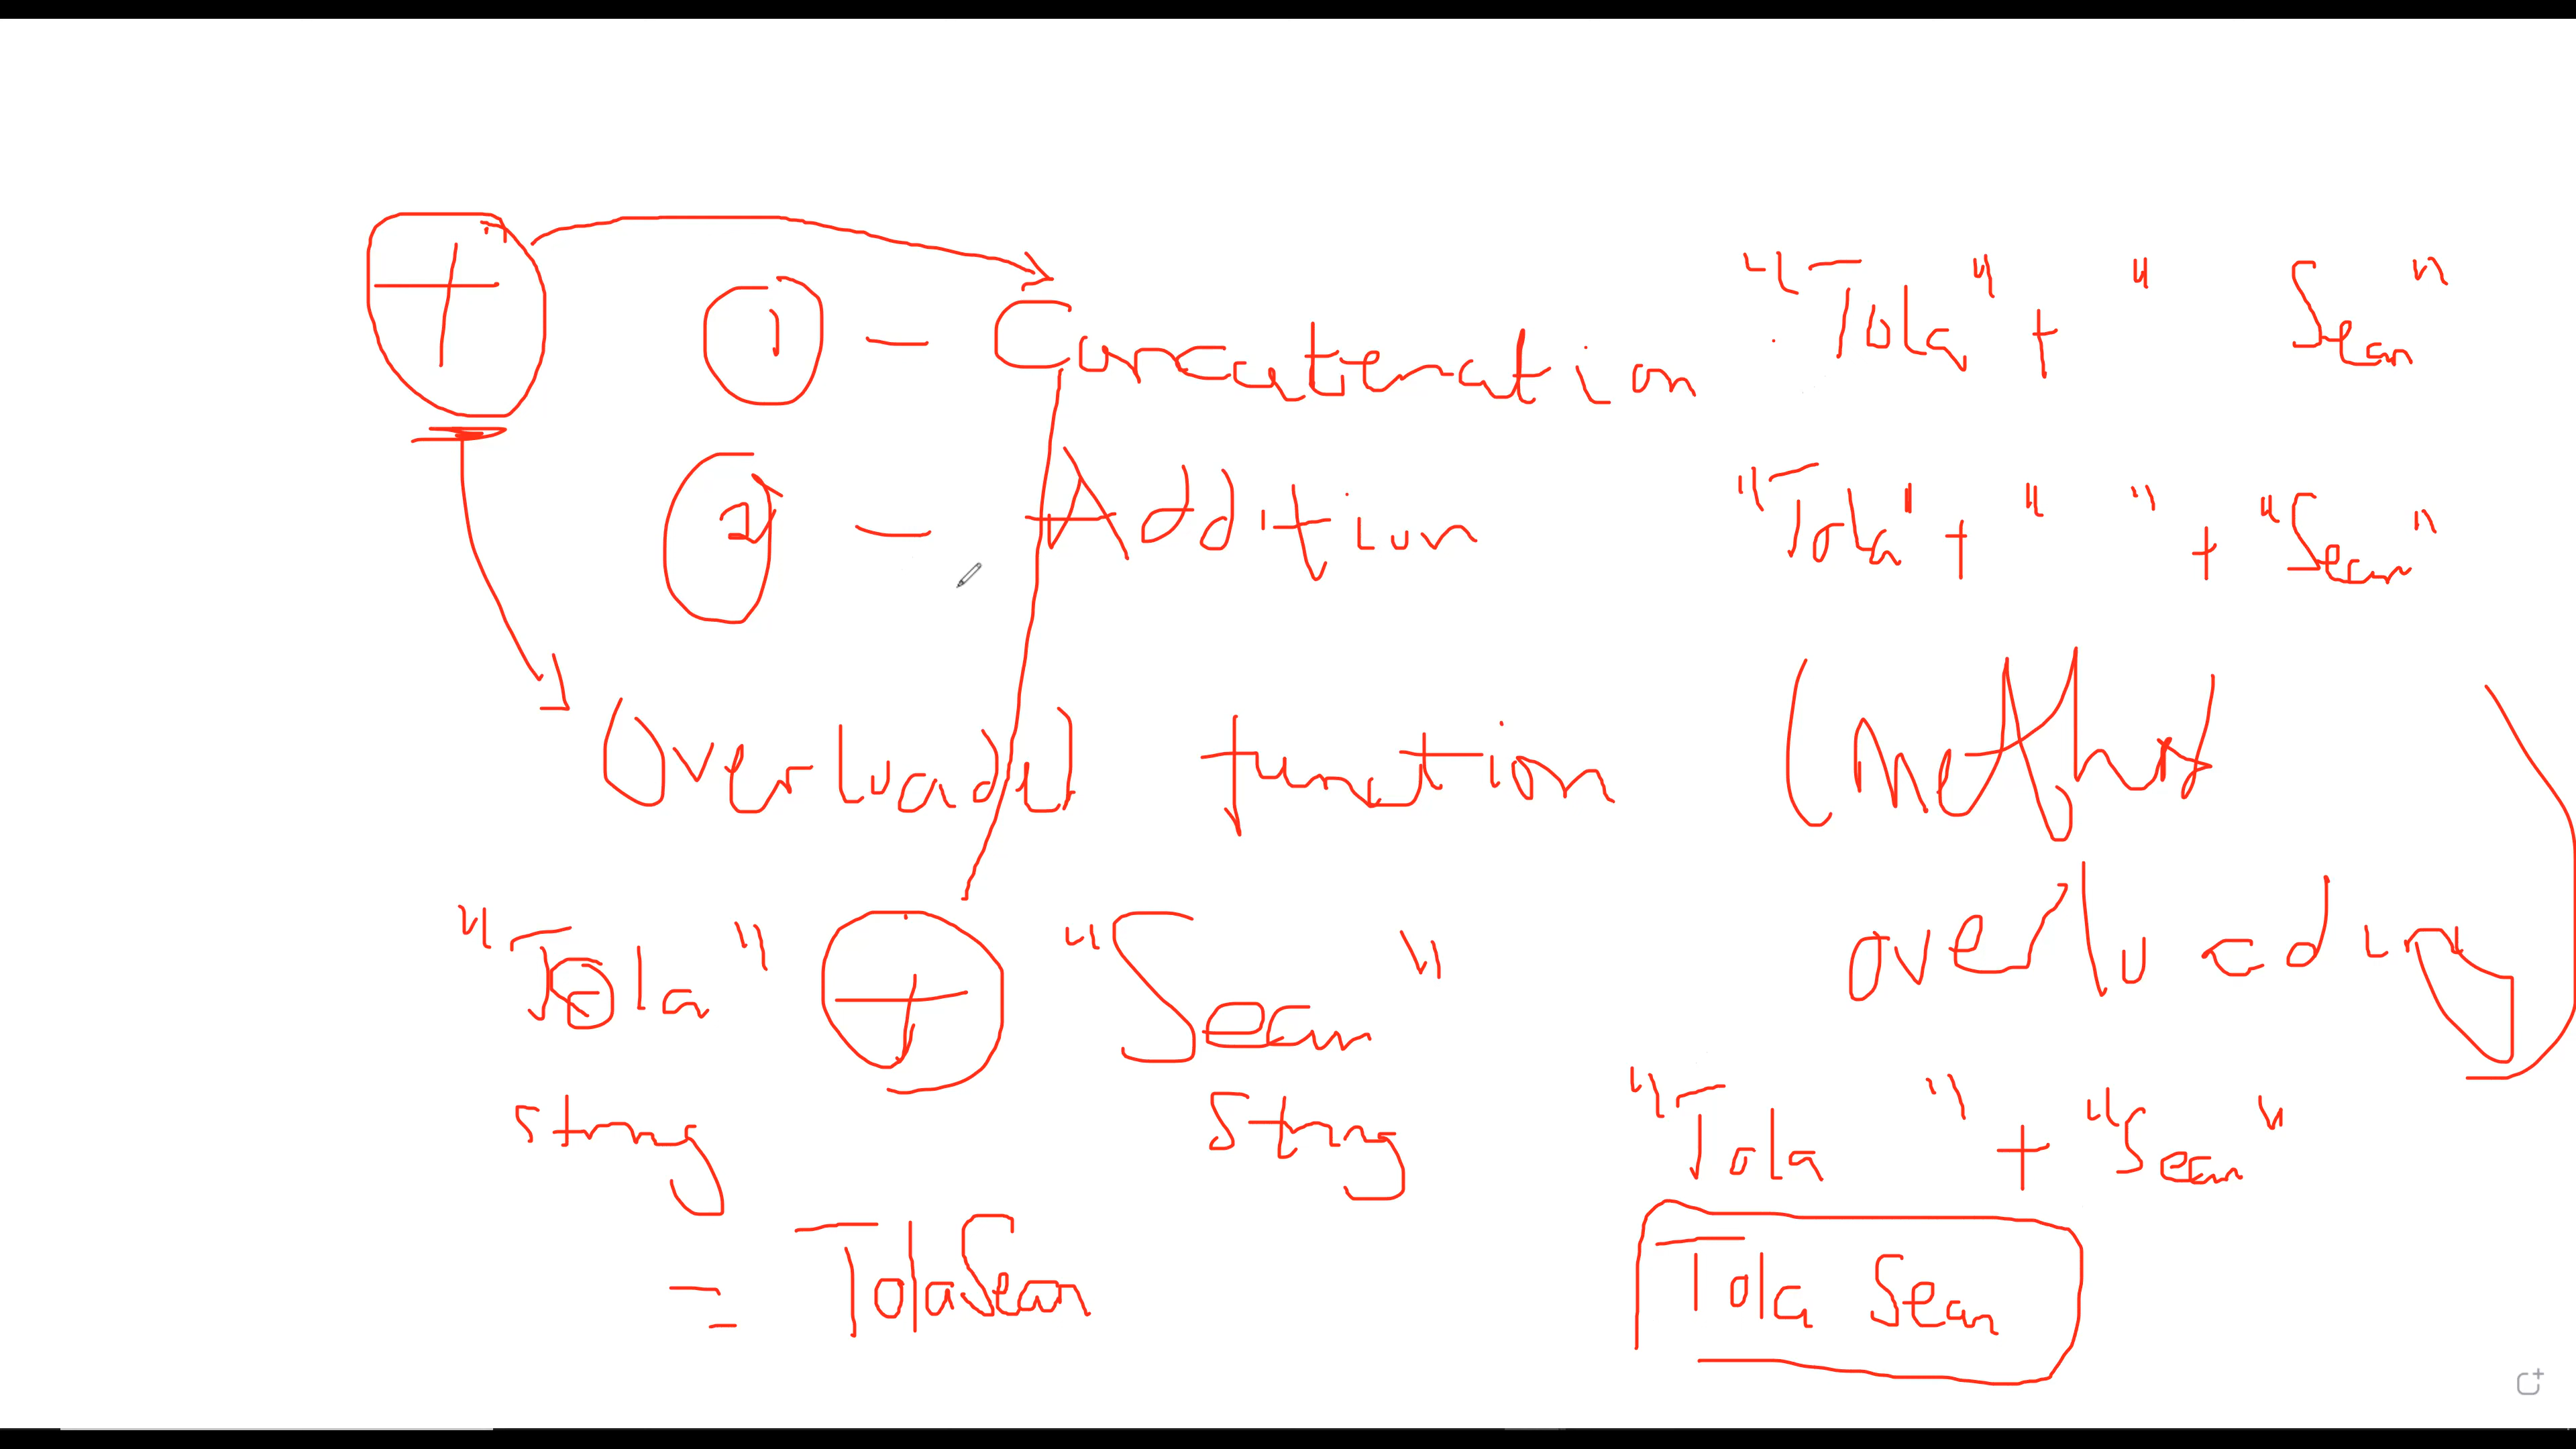 + ① - Concatenation "Tola" + " Sean"
② - Addition "Tola" + " " + "Sean"
Overload function (method overloading)
"Tola" + "Sean"
string string
"Tola " + "Sean"
= TolaSean
Tola Sean